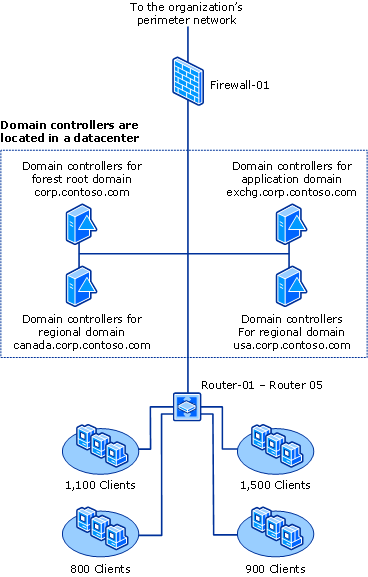 To the organization's
perimeter network
Firewall-01
Domain controllers are
located in a datacenter
Domain controllers for
forest root domain
corp.contoso.com
Domain controllers for
application domain
exchg.corp.contoso.com
Domain controllers for
regional domain
canada.corp.contoso.com
Domain controllers
For regional domain
usa.corp.contoso.com
Router-01 – Router 05
1,100 Clients
1,500 Clients
800 Clients
900 Clients